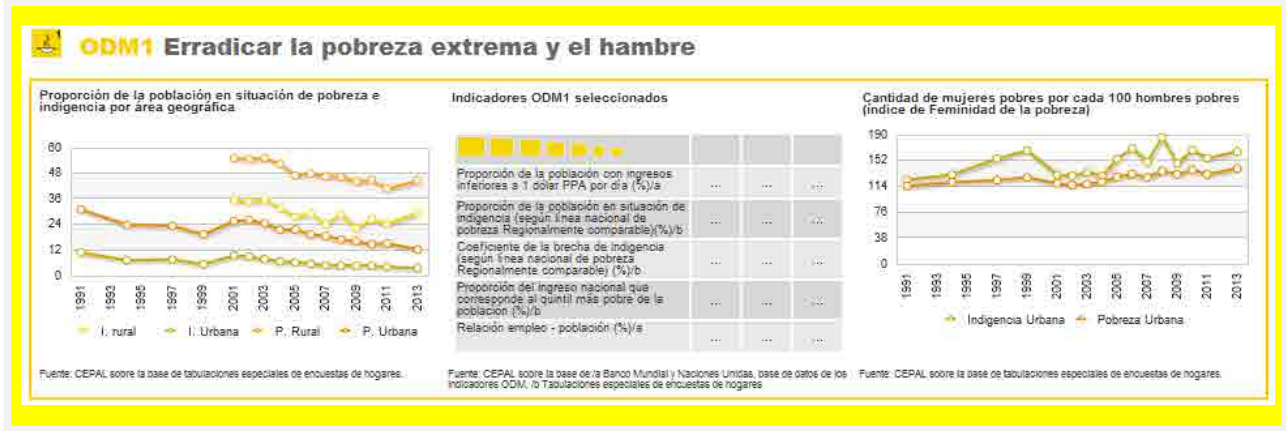 ODM1 Erradicar la pobreza extrema y el hambre
Proporción de la población en situación de pobreza e
indigencia por área geográfica
60
48
36
24
12
0
1991
1993
1995
1997
1999
2001
2003
2005
2007
2009
2011
2013
I. rural
I. Urbana
P. Rural
P. Urbana
Fuente: CEPAL sobre la base de tabulaciones especiales de encuestas de hogares.
Indicadores ODM1 seleccionados
Proporción de la población con ingresos
inferiores a 1 dólar PPA por día (%)/a
... ... ...
Proporción de la población en situación de
indigencia (según línea nacional de
pobreza Regionalmente comparable)(%)/b
... ... ...
Coeficiente de la brecha de indigencia
(según línea nacional de pobreza
Regionalmente comparable) (%)/b
... ... ...
Proporción del ingreso nacional que
corresponde al quintil más pobre de la
población (%)/b
... ... ...
Relación empleo - población (%)/a
... ... ...
Fuente: CEPAL sobre la base de:/a Banco Mundial y Naciones Unidas, base de datos de los
indicadores ODM, /b Tabulaciones especiales de encuestas de hogares
Cantidad de mujeres pobres por cada 100 hombres pobres
(índice de Feminidad de la pobreza)
190
152
114
76
38
0
1991
1993
1995
1997
1999
2001
2003
2005
2007
2009
2011
2013
Indigencia Urbana
Pobreza Urbana
Fuente: CEPAL sobre la base de tabulaciones especiales de encuestas de hogares.